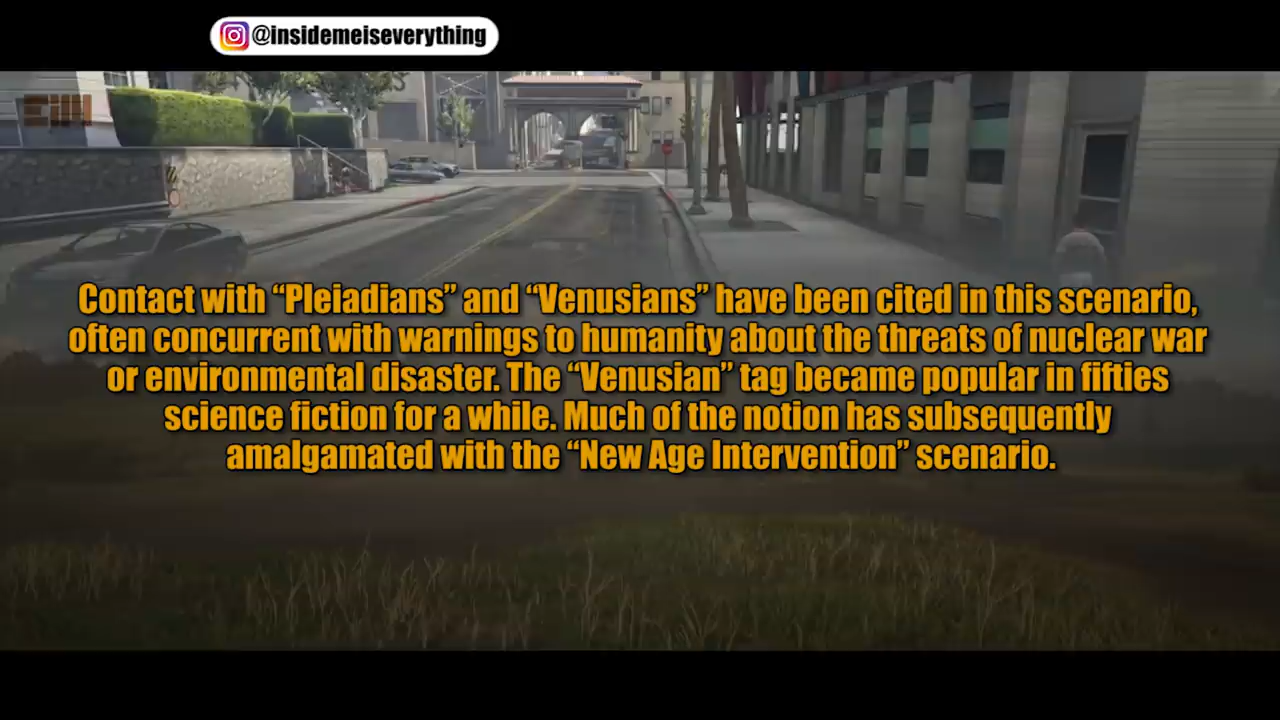 @insidemeiseverything
EIM
Contact with “Pleiadians” and “Venusians” have been cited in this scenario,
often concurrent with warnings to humanity about the threats of nuclear war
or environmental disaster. The “Venusian” tag became popular in fifties
science fiction for a while. Much of the notion has subsequently
amalgamated with the “New Age Intervention” scenario.